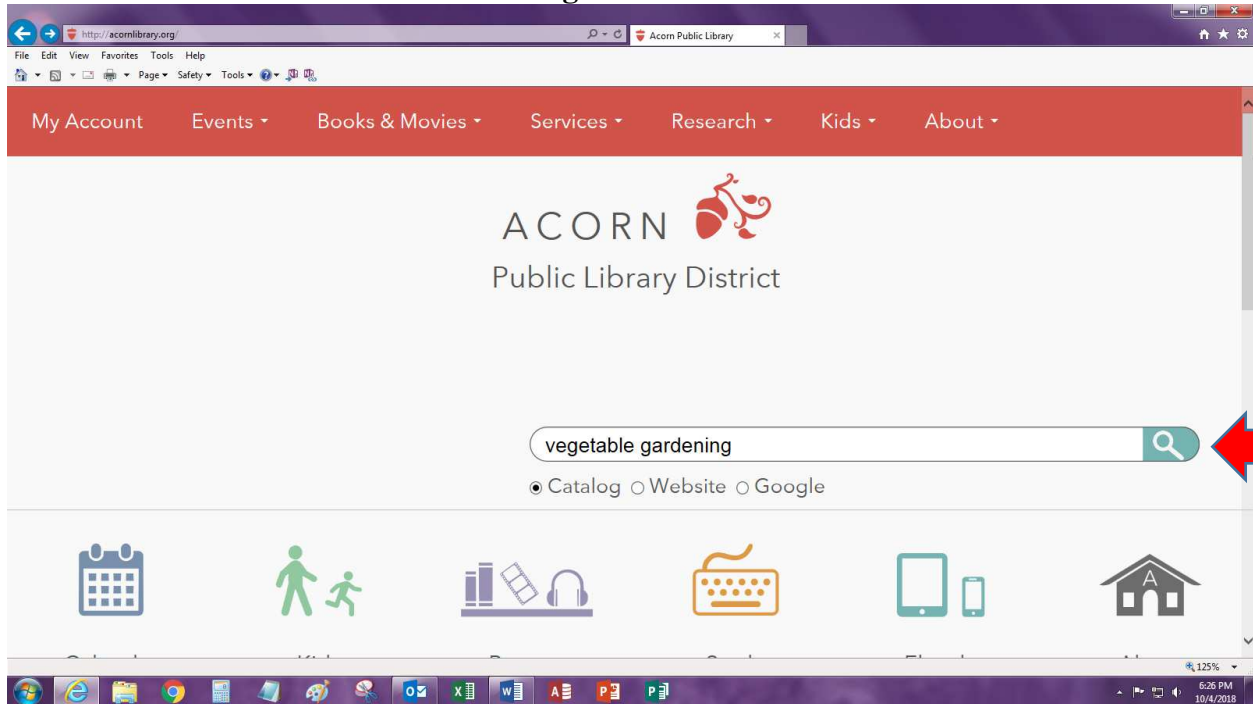 http://acornlibrary.org/
Acorn Public Library
File Edit View Favorites Tools Help
Page Safety Tools
My Account Events Books & Movies Services Research Kids About
ACORN
Public Library District
vegetable gardening
Catalog Website Google
A
125%
6:26 PM
10/4/2018